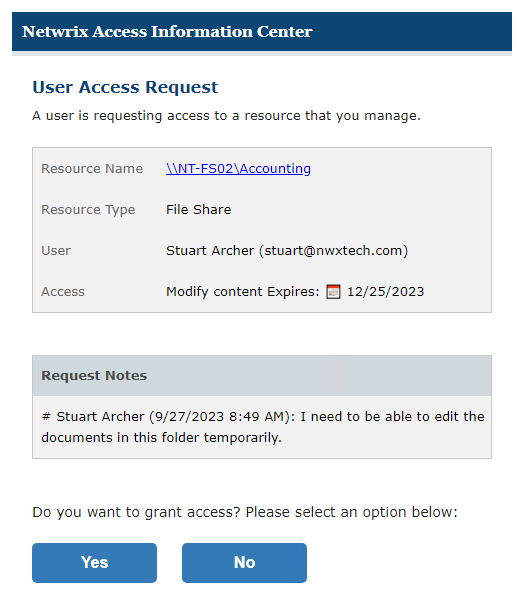 Netwrix Access Information Center
User Access Request
A user is requesting access to a resource that you manage.
Resource Name \\NT-FS02\Accounting
Resource Type File Share
User Stuart Archer (stuart@nwxtech.com)
Access Modify content Expires: 12/25/2023
Request Notes
# Stuart Archer (9/27/2023 8:49 AM): I need to be able to edit the
documents in this folder temporarily.
Do you want to grant access? Please select an option below:
Yes No